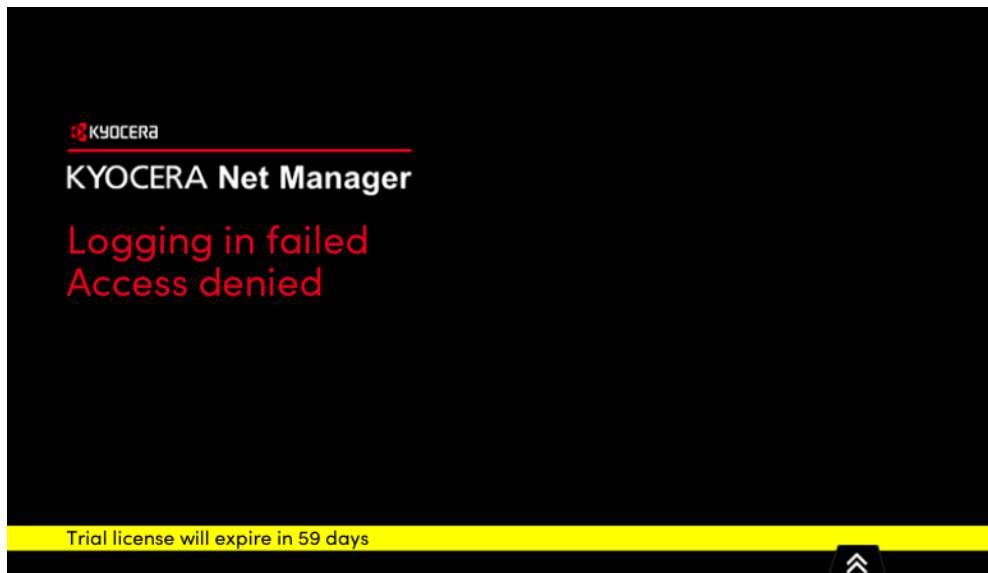 KYOCERA
KYOCERA Net Manager
Logging in failed
Access denied
Trial license will expire in 59 days